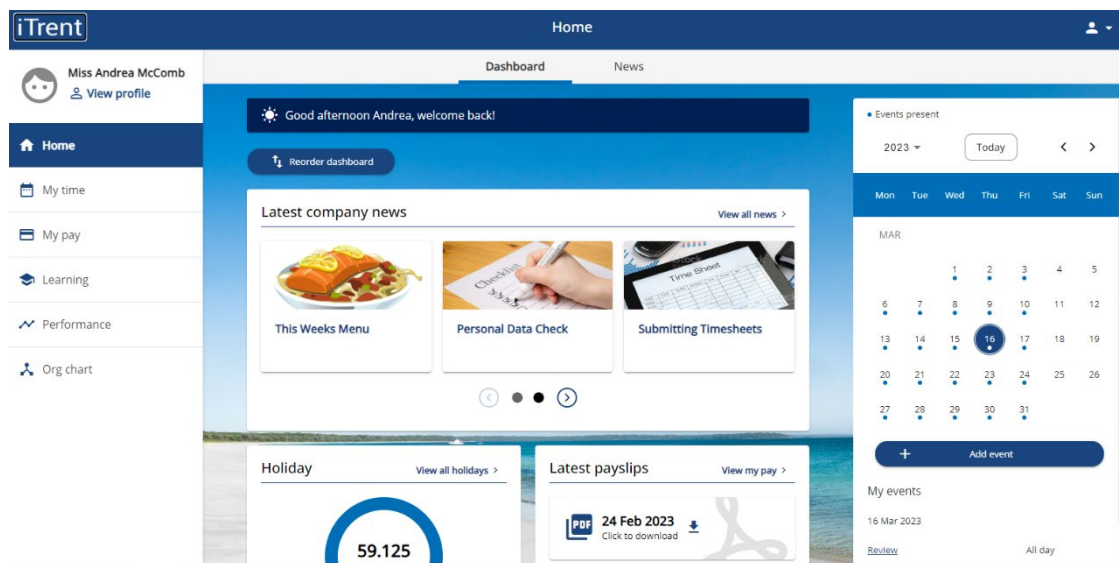 iTrent
Home
Miss Andrea McComb
View profile
Home
My time
My pay
Learning
Performance
Org chart
Dashboard
News
Good afternoon Andrea, welcome back!
Reorder dashboard
Latest company news
View all news >
Checklist
iStock
Time Sheet
This Weeks Menu
Personal Data Check
Submitting Timesheets
Holiday
View all holidays >
59.125
Latest payslips
View my pay >
PDF
24 Feb 2023
Click to download
Events present
2023
Today
Mon Tue Wed Thu Fri Sat Sun
MAR
1 2 3 4 5
6 7 8 9 10 11 12
13 14 15 16 17 18 19
20 21 22 23 24 25 26
27 28 29 30 31
+ Add event
My events
16 Mar 2023
Review All day